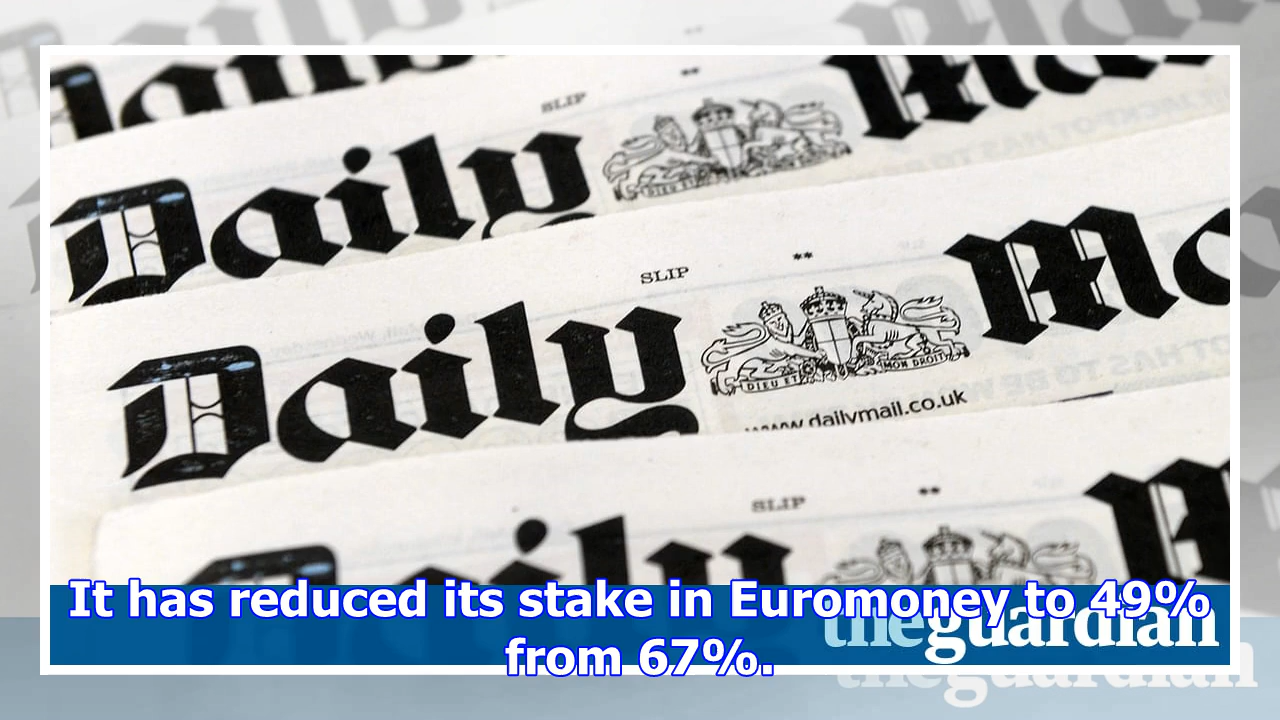 SLIP
**
Daily
SLIP
**
Daily
DIEU ET
MON DROIT
www.dailymail.co.uk
SLIP
**
It has reduced its stake in Euromoney to 49%
from 67%.
theguardian
theguardian